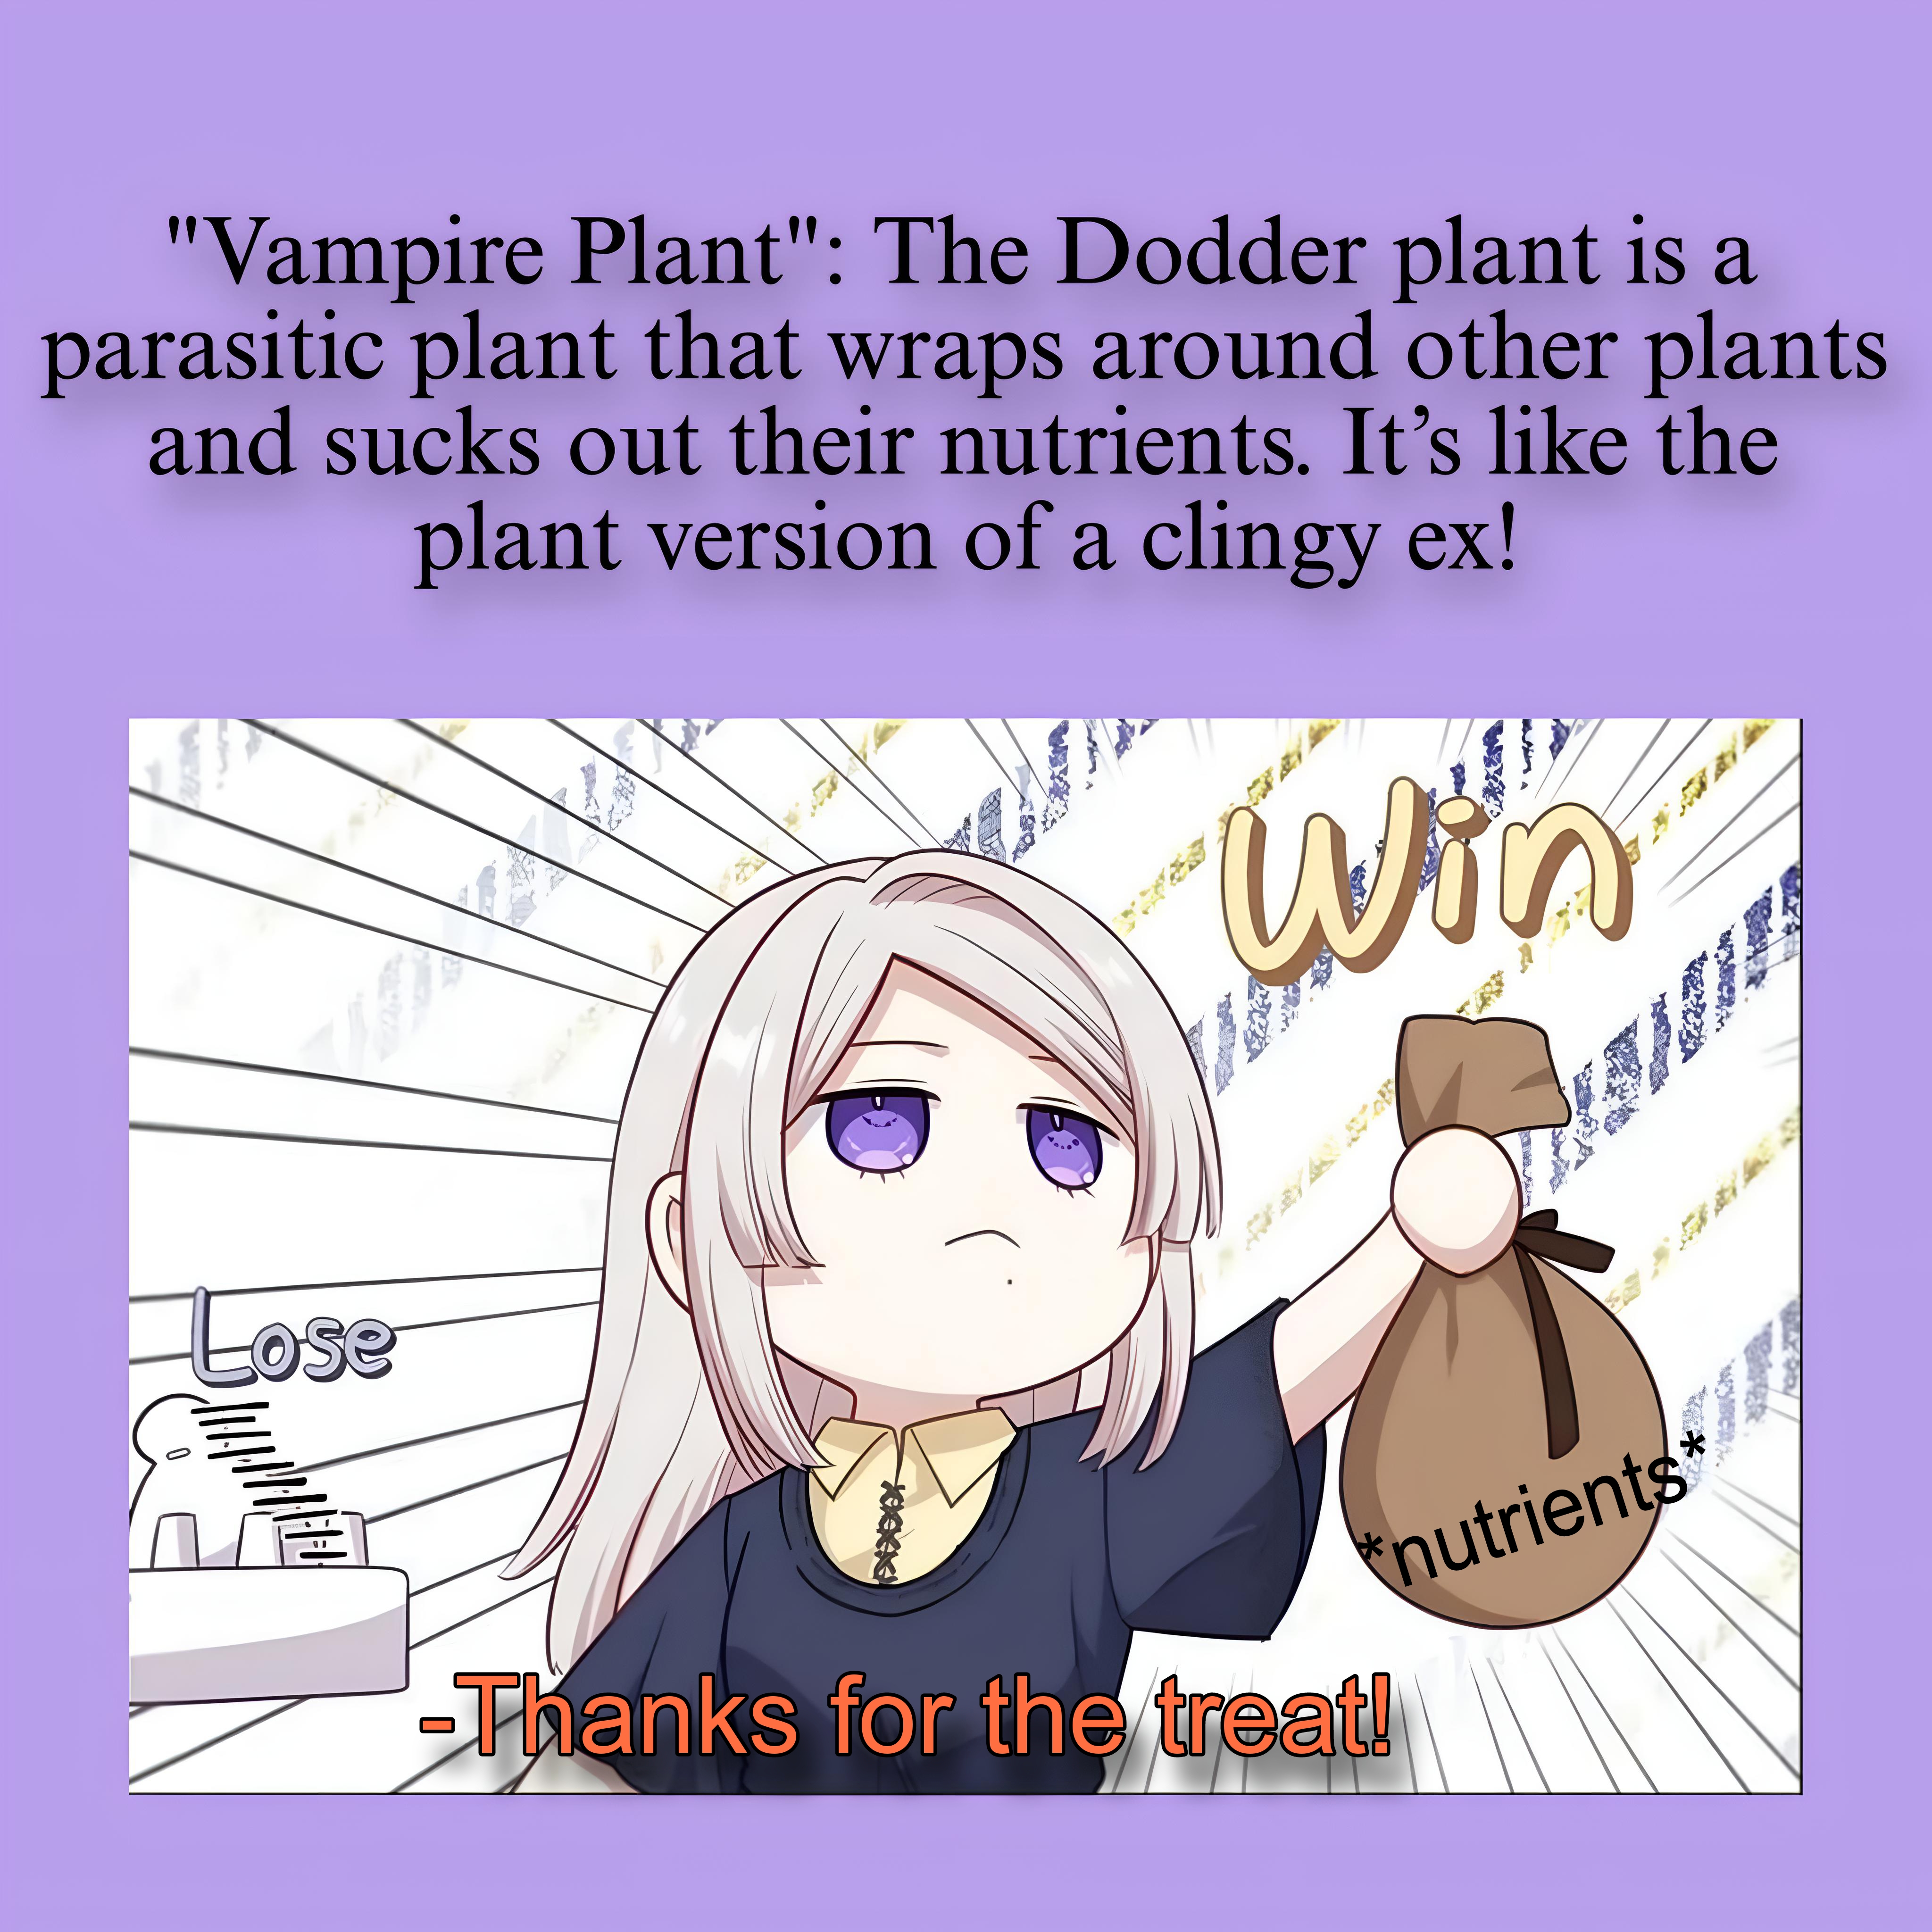 "Vampire Plant": The Dodder plant is a
parasitic plant that wraps around other plants
and sucks out their nutrients. It’s like the
plant version of a clingy ex!
Win
Lose
*nutrients*
-Thanks for the treat!